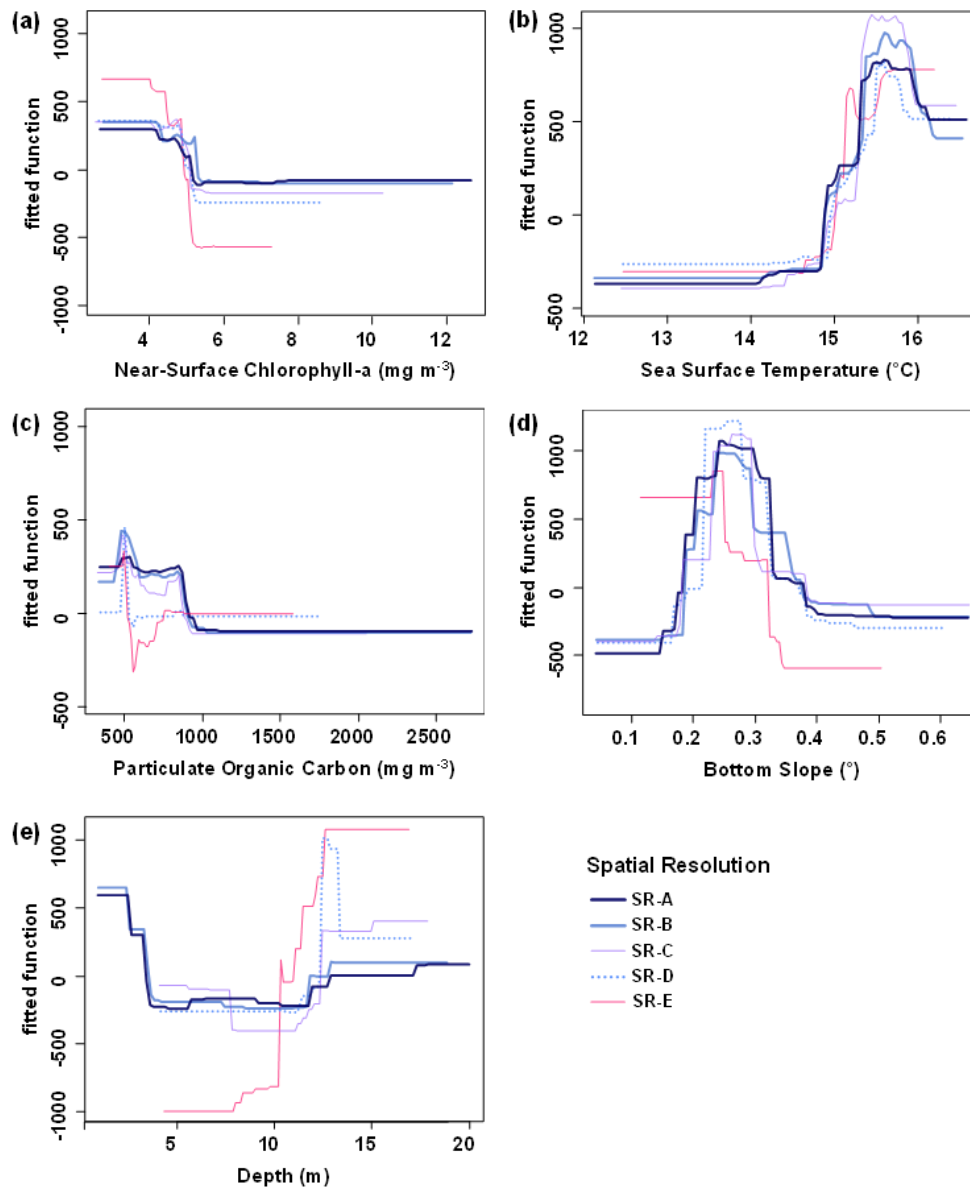 (a)
fitted function
1000
500
0
-500
-1000
4 6 8 10 12
Near-Surface Chlorophyll-a (mg m⁻³)
(b)
fitted function
1000
500
0
-500
12 13 14 15 16
Sea Surface Temperature (°C)
(c)
fitted function
1000
500
0
-500
500 1000 1500 2000 2500
Particulate Organic Carbon (mg m⁻³)
(d)
fitted function
1000
500
0
-500
0.1 0.2 0.3 0.4 0.5 0.6
Bottom Slope (°)
(e)
fitted function
1000
500
0
-500
-1000
5 10 15 20
Depth (m)
Spatial Resolution
SR-A
SR-B
SR-C
SR-D
SR-E